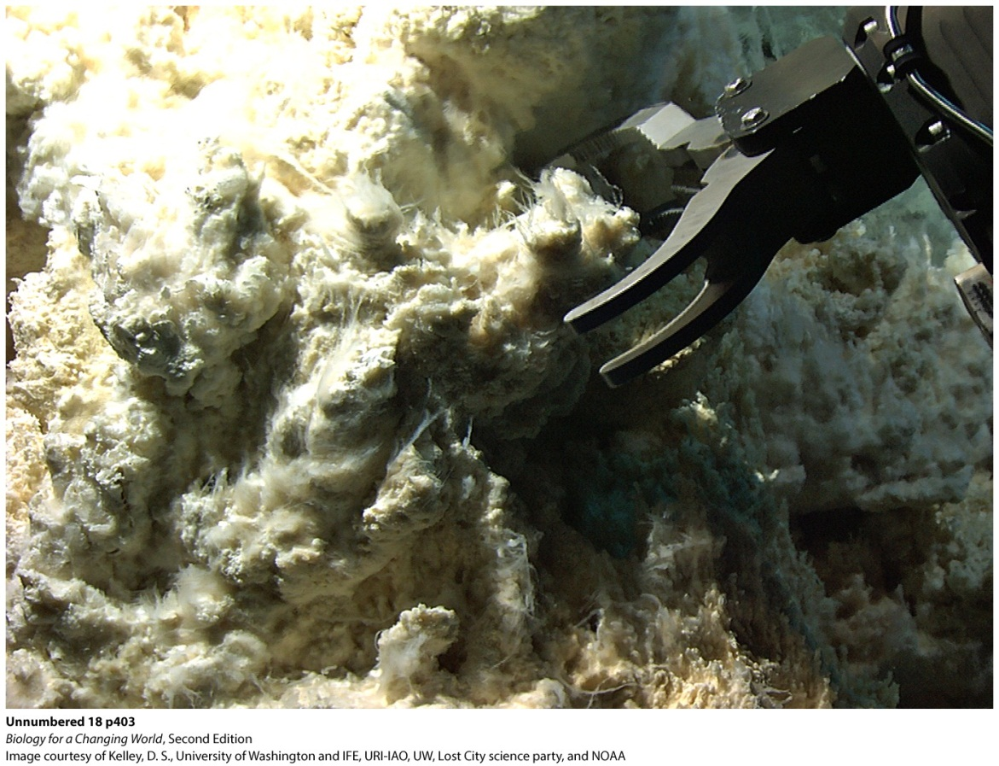 Unnumbered 18 p403
Biology for a Changing World, Second Edition
Image courtesy of Kelley, D. S., University of Washington and IFE, URI-IAO, UW, Lost City science party, and NOAA